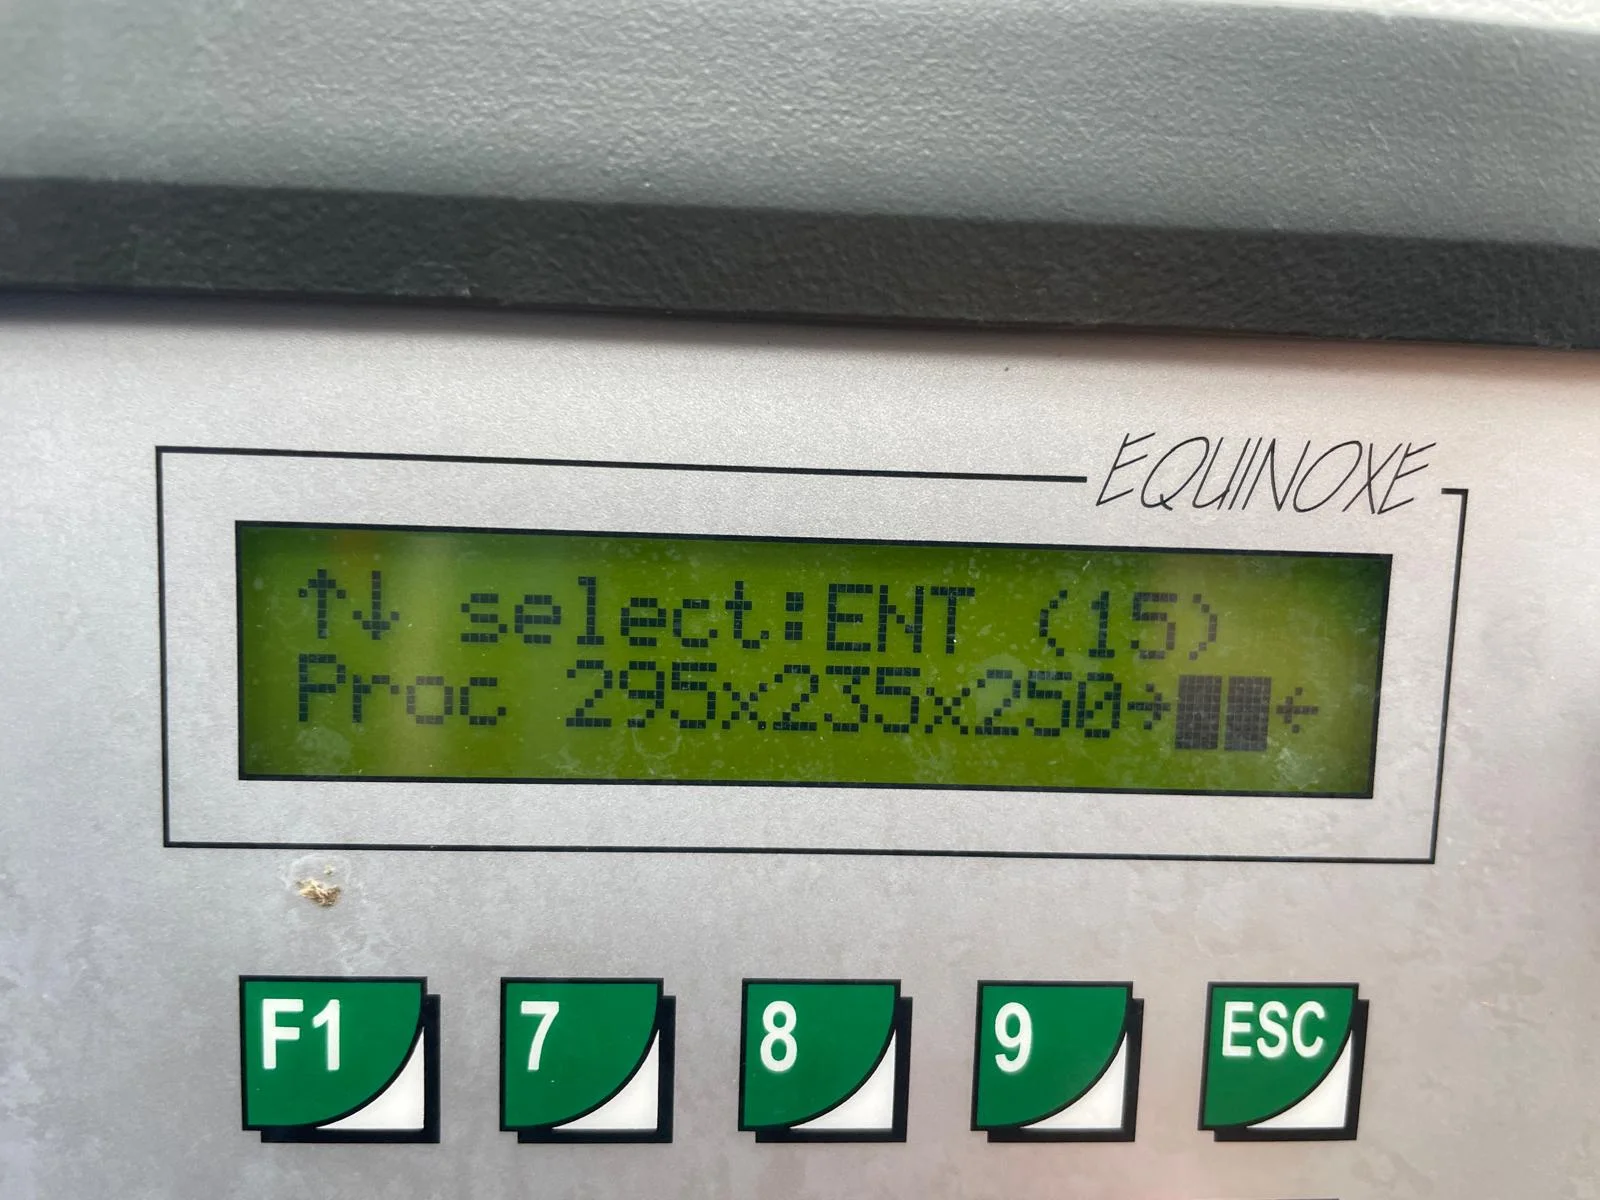 EQUINOXE
↑↓ select:ENT (15)
Proc 295x235x250→██←
F1 7 8 9 ESC